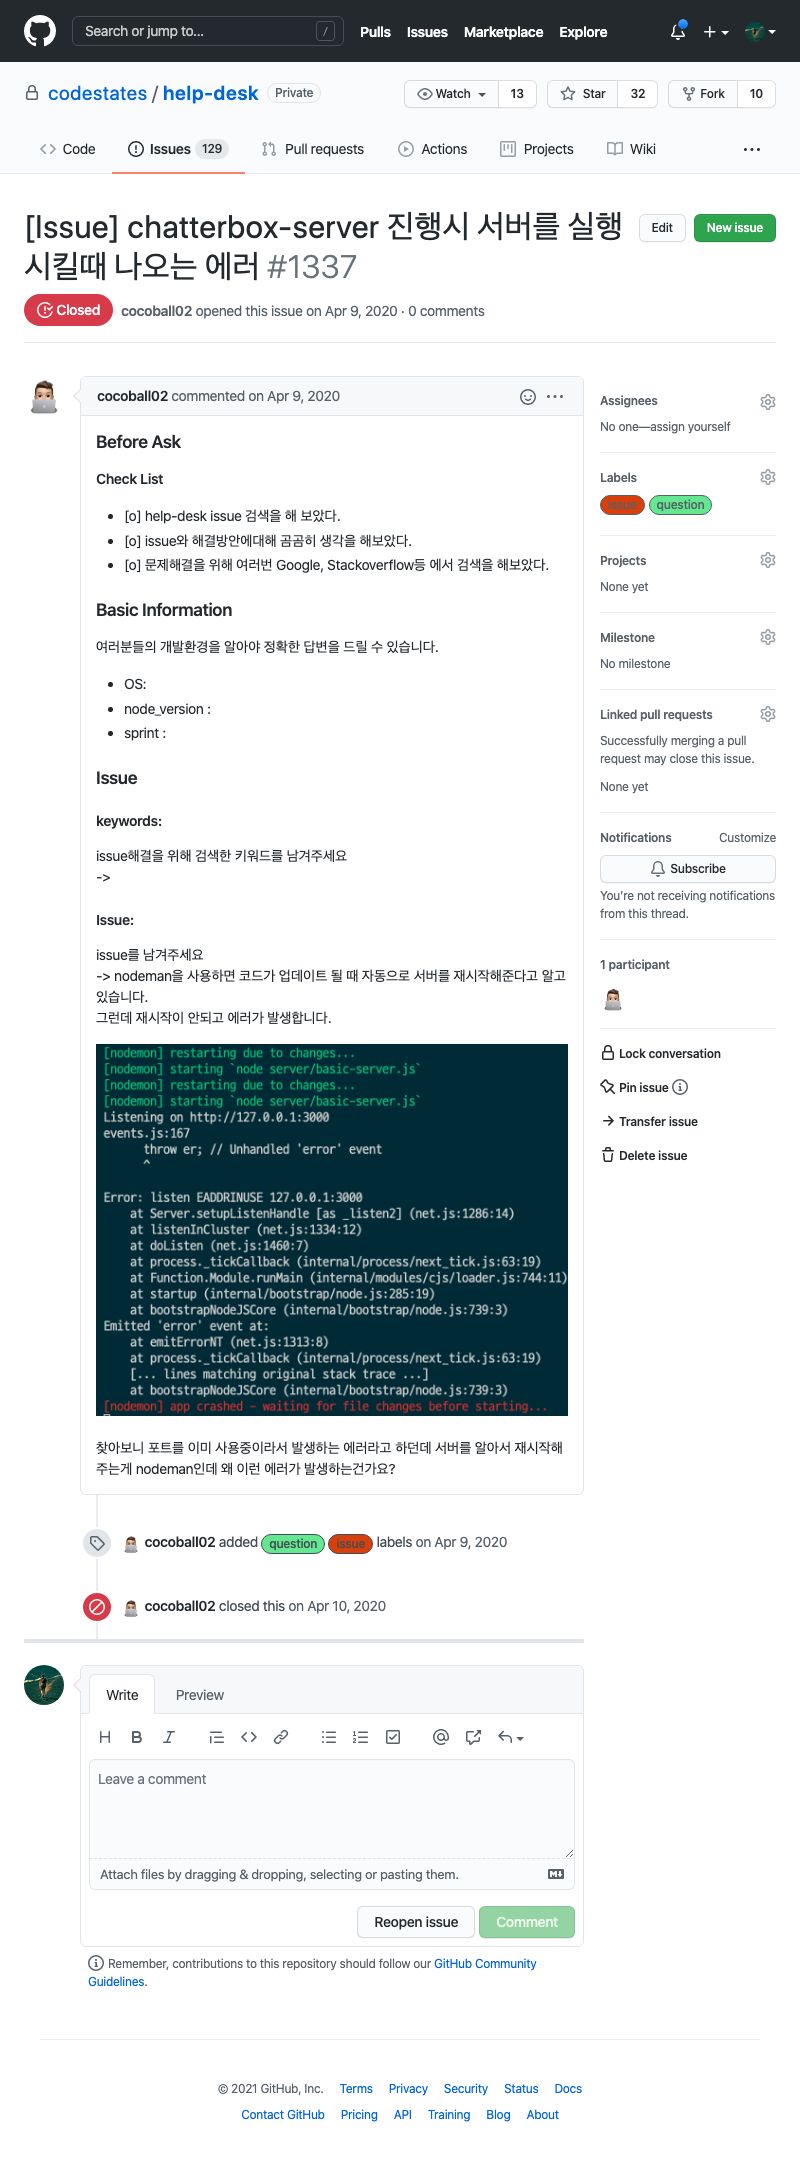 Search or jump to... /
Pulls Issues Marketplace Explore
codestates / help-desk Private
Watch 13 Star 32 Fork 10
Code Issues 129 Pull requests Actions Projects Wiki ...
[Issue] chatterbox-server 진행시 서버를 실행
시킬때 나오는 에러 #1337
Edit New issue
Closed cocoball02 opened this issue on Apr 9, 2020 · 0 comments
cocoball02 commented on Apr 9, 2020
Before Ask
Check List
• [o] help-desk issue 검색을 해 보았다.
• [o] issue와 해결방안에대해 곰곰히 생각을 해보았다.
• [o] 문제해결을 위해 여러번 Google, Stackoverflow등 에서 검색을 해보았다.
Basic Information
여러분들의 개발환경을 알아야 정확한 답변을 드릴 수 있습니다.
• OS:
• node_version :
• sprint :
Issue
keywords:
issue해결을 위해 검색한 키워드를 남겨주세요
->
Issue:
issue를 남겨주세요
-> nodeman을 사용하면 코드가 업데이트 될 때 자동으로 서버를 재시작해준다고 알고
있습니다.
그런데 재시작이 안되고 에러가 발생합니다.
[nodemon] restarting due to changes...
[nodemon] starting `node server/basic-server.js`
[nodemon] restarting due to changes...
[nodemon] starting `node server/basic-server.js`
Listening on http://127.0.0.1:3000
events.js:167
throw er; // Unhandled 'error' event
^
Error: listen EADDRINUSE 127.0.0.1:3000
at Server.setupListenHandle [as _listen2] (net.js:1286:14)
at listenInCluster (net.js:1334:12)
at doListen (net.js:1460:7)
at process._tickCallback (internal/process/next_tick.js:63:19)
at Function.Module.runMain (internal/modules/cjs/loader.js:744:11)
at startup (internal/bootstrap/node.js:285:19)
at bootstrapNodeJSCore (internal/bootstrap/node.js:739:3)
Emitted 'error' event at:
at emitErrorNT (net.js:1313:8)
at process._tickCallback (internal/process/next_tick.js:63:19)
[... lines matching original stack trace ...]
at bootstrapNodeJSCore (internal/bootstrap/node.js:739:3)
[nodemon] app crashed - waiting for file changes before starting...
찾아보니 포트를 이미 사용중이라서 발생하는 에러라고 하던데 서버를 알아서 재시작해
주는게 nodeman인데 왜 이런 에러가 발생하는건가요?
Assignees
No one—assign yourself
Labels
issue question
Projects
None yet
Milestone
No milestone
Linked pull requests
Successfully merging a pull
request may close this issue.
None yet
Notifications Customize
Subscribe
You're not receiving notifications
from this thread.
1 participant
Lock conversation
Pin issue
Transfer issue
Delete issue
cocoball02 added question issue labels on Apr 9, 2020
cocoball02 closed this on Apr 10, 2020
Write Preview
Leave a comment
Attach files by dragging & dropping, selecting or pasting them.
Reopen issue Comment
Remember, contributions to this repository should follow our GitHub Community
Guidelines.
© 2021 GitHub, Inc. Terms Privacy Security Status Docs
Contact GitHub Pricing API Training Blog About